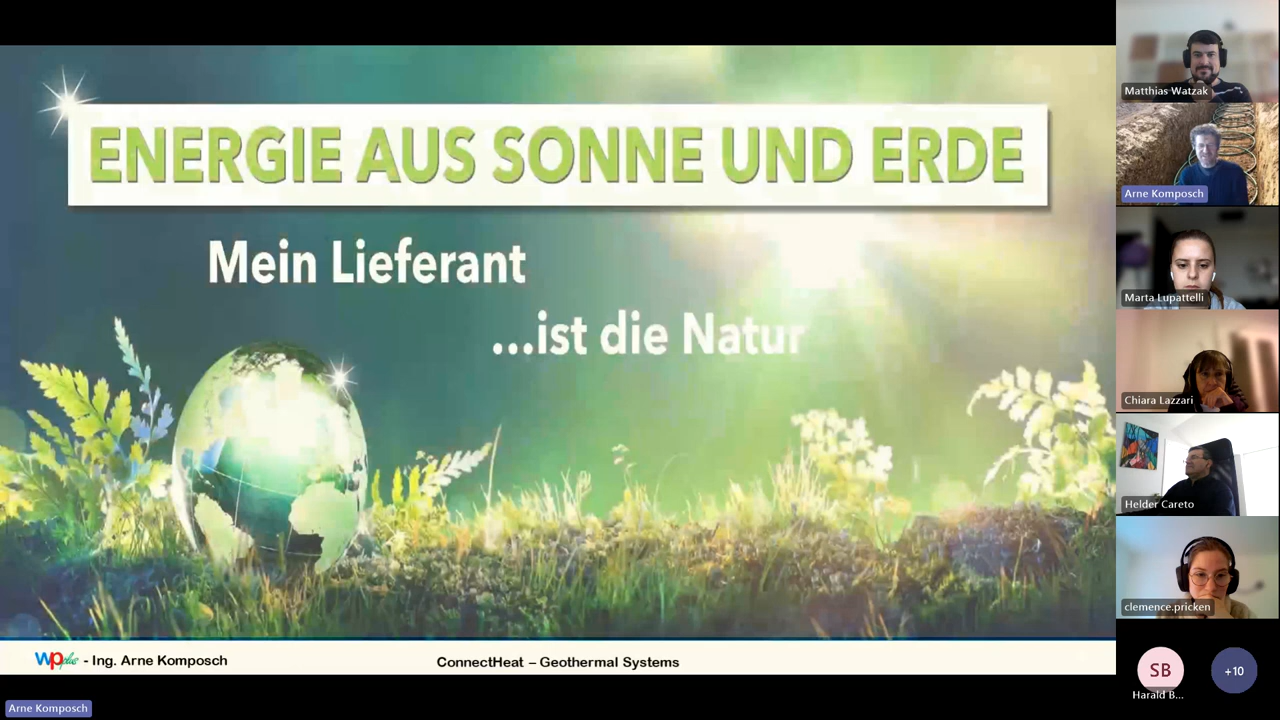 ENERGIE AUS SONNE UND ERDE
Mein Lieferant
...ist die Natur
wp plus - Ing. Arne Komposch
ConnectHeat – Geothermal Systems
Arne Komposch
Matthias Watzak
Arne Komposch
Marta Lupattelli
Chiara Lazzari
Helder Careto
clemence.pricken
SB
Harald B...
+10